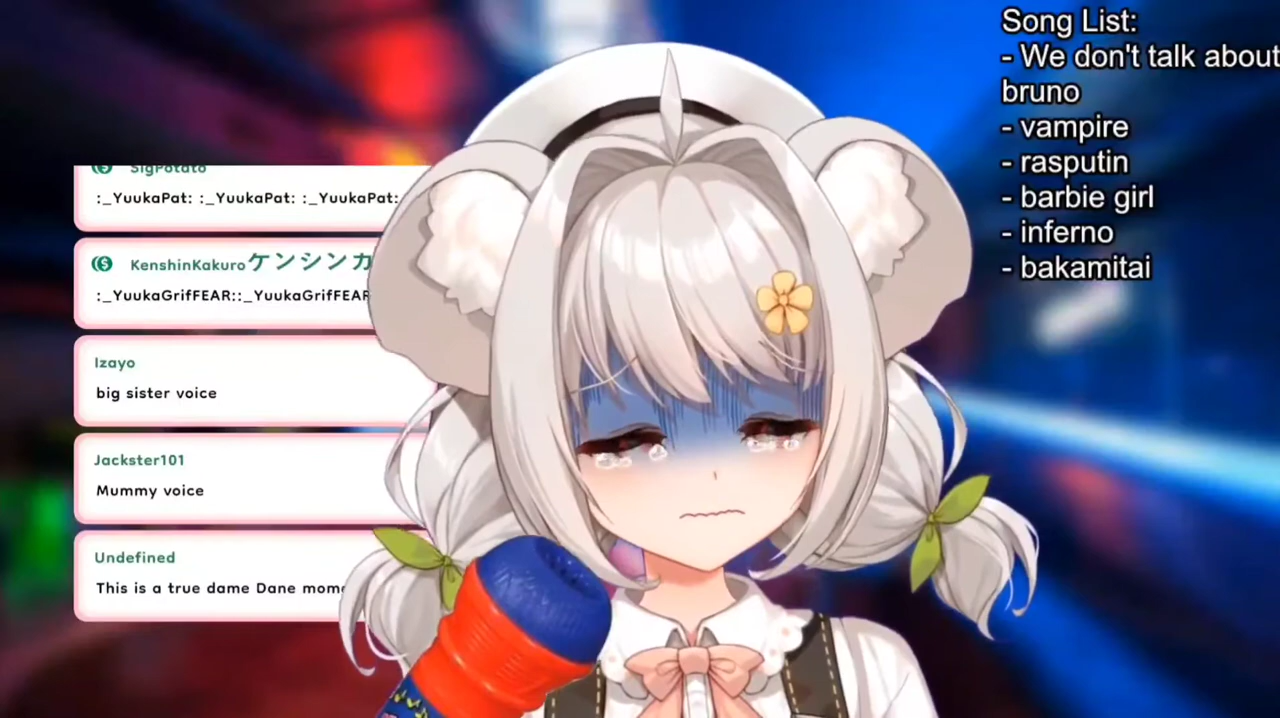 SigPotato
:_YuukaPat: :_YuukaPat: :_YuukaPat:
KenshinKakuroケンシンカ
:_YuukaGrifFEAR::_YuukaGrifFEAR
Izayo
big sister voice
Jackster101
Mummy voice
Undefined
This is a true dame Dane mome
Song List:
- We don't talk about
bruno
- vampire
- rasputin
- barbie girl
- inferno
- bakamitai